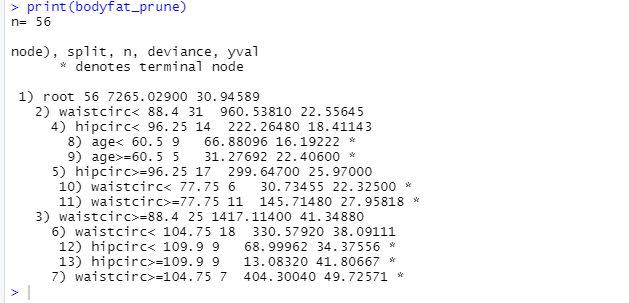 > print(bodyfat_prune)
n= 56
node), split, n, deviance, yval
* denotes terminal node
1) root 56 7265.02900 30.94589
2) waistcirc< 88.4 31 960.53810 22.55645
4) hipcirc< 96.25 14 222.26480 18.41143
8) age< 60.5 9 66.88096 16.19222 *
9) age>=60.5 5 31.27692 22.40600 *
5) hipcirc>=96.25 17 299.64700 25.97000
10) waistcirc< 77.75 6 30.73455 22.32500 *
11) waistcirc>=77.75 11 145.71480 27.95818 *
3) waistcirc>=88.4 25 1417.11400 41.34880
6) waistcirc< 104.75 18 330.57920 38.09111
12) hipcirc< 109.9 9 68.99962 34.37556 *
13) hipcirc>=109.9 9 13.08320 41.80667 *
7) waistcirc>=104.75 7 404.30040 49.72571 *
>